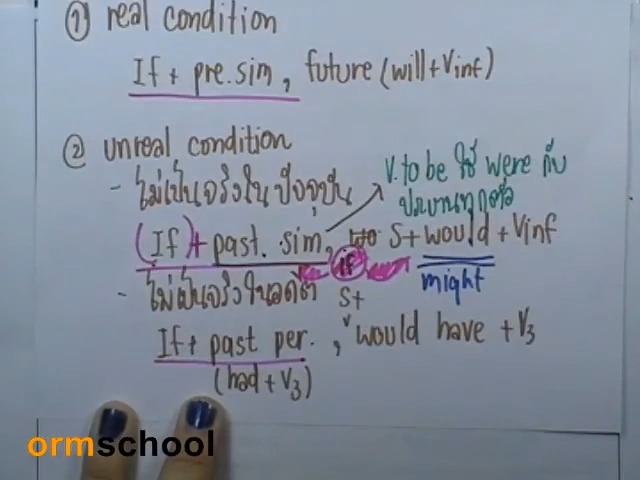 ① real condition
If + pre.sim, future (will + Vinf)
② unreal condition
- ไม่เป็นจริงในปัจจุบัน
V. to be ใช้ were กับ
ประธานทุกตัว
(If) + past. sim, S + would + Vinf
if
might
- ไม่เป็นจริงในอดีต
S+
If + past per. , would have + V3
(had + V3)
ormschool